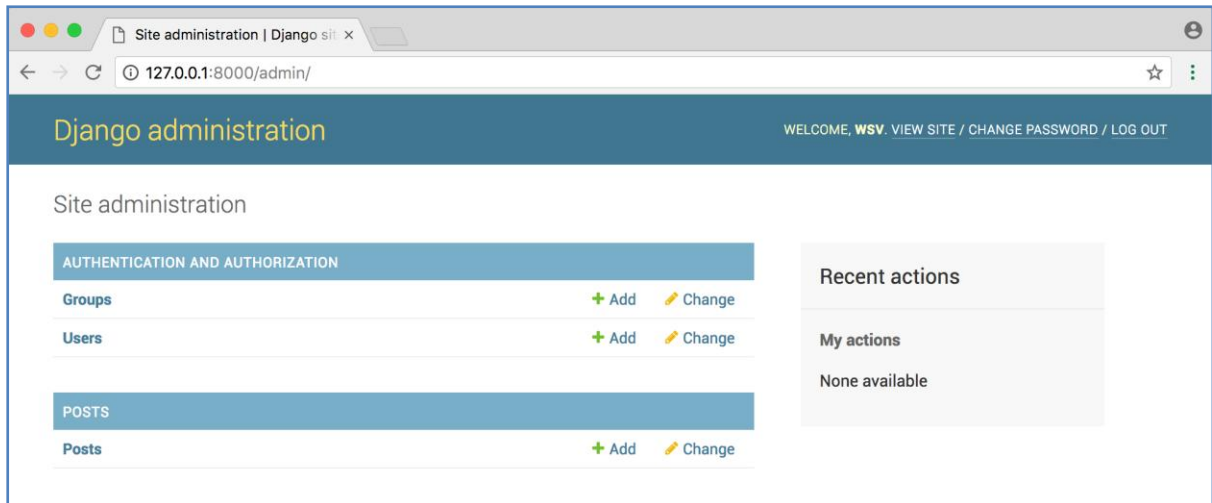 Site administration | Django sit
127.0.0.1:8000/admin/
Django administration
WELCOME, WSV. VIEW SITE / CHANGE PASSWORD / LOG OUT
Site administration
AUTHENTICATION AND AUTHORIZATION
Groups + Add Change
Users + Add Change
POSTS
Posts + Add Change
Recent actions
My actions
None available